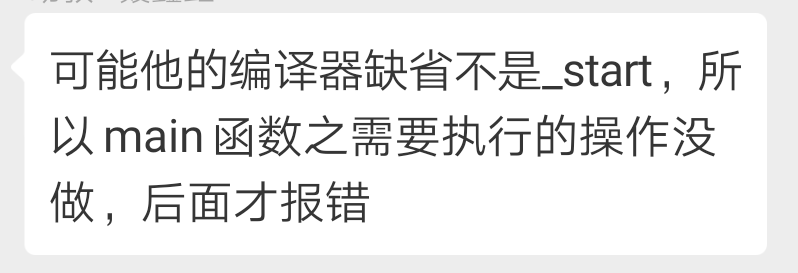 可能他的编译器缺省不是_start，所
以 main 函数之需要执行的操作没
做，后面才报错